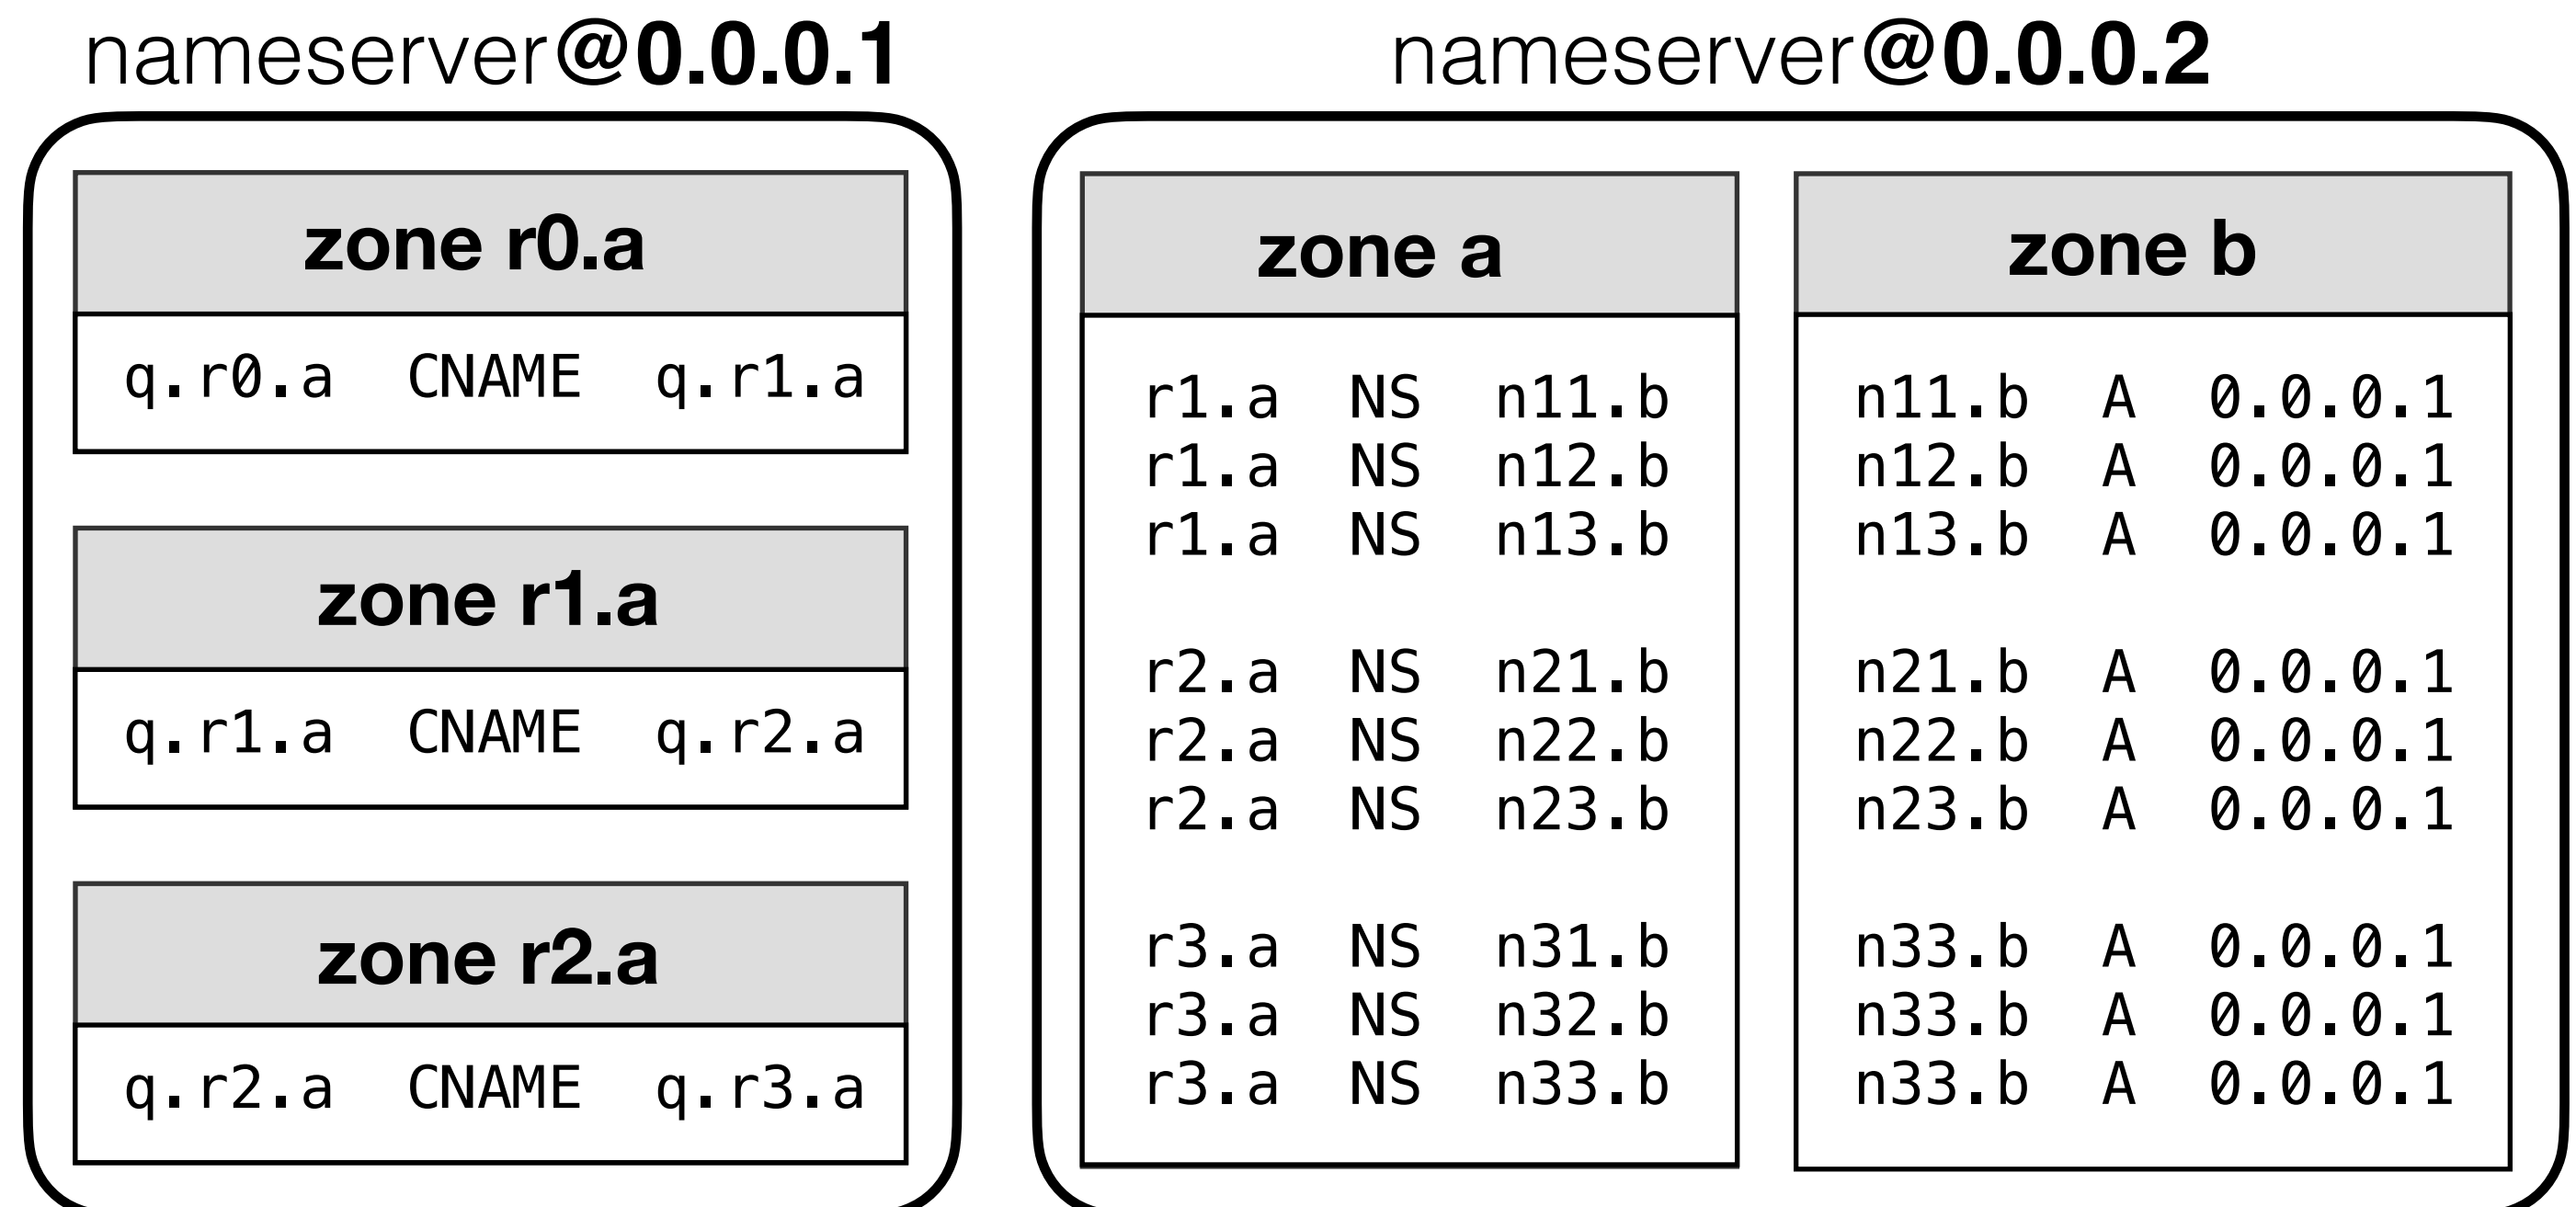 nameserver@0.0.0.1
zone r0.a
q.r0.a CNAME q.r1.a
zone r1.a
q.r1.a CNAME q.r2.a
zone r2.a
q.r2.a CNAME q.r3.a
nameserver@0.0.0.2
zone a
r1.a NS n11.b
r1.a NS n12.b
r1.a NS n13.b
r2.a NS n21.b
r2.a NS n22.b
r2.a NS n23.b
r3.a NS n31.b
r3.a NS n32.b
r3.a NS n33.b
zone b
n11.b A 0.0.0.1
n12.b A 0.0.0.1
n13.b A 0.0.0.1
n21.b A 0.0.0.1
n22.b A 0.0.0.1
n23.b A 0.0.0.1
n33.b A 0.0.0.1
n33.b A 0.0.0.1
n33.b A 0.0.0.1